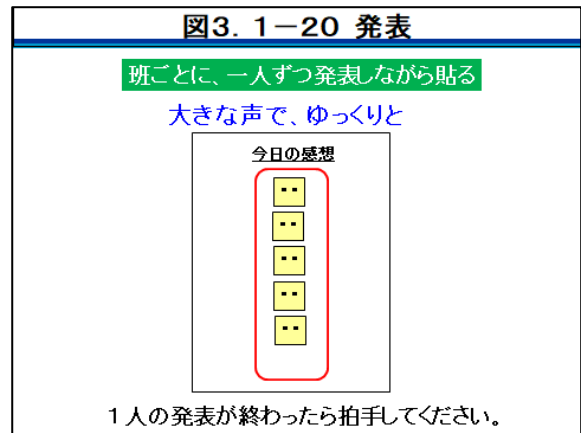 図3.1－20 発表
班ごとに、一人ずつ発表しながら貼る
大きな声で、ゆっくりと
今日の感想
１人の発表が終わったら拍手してください。